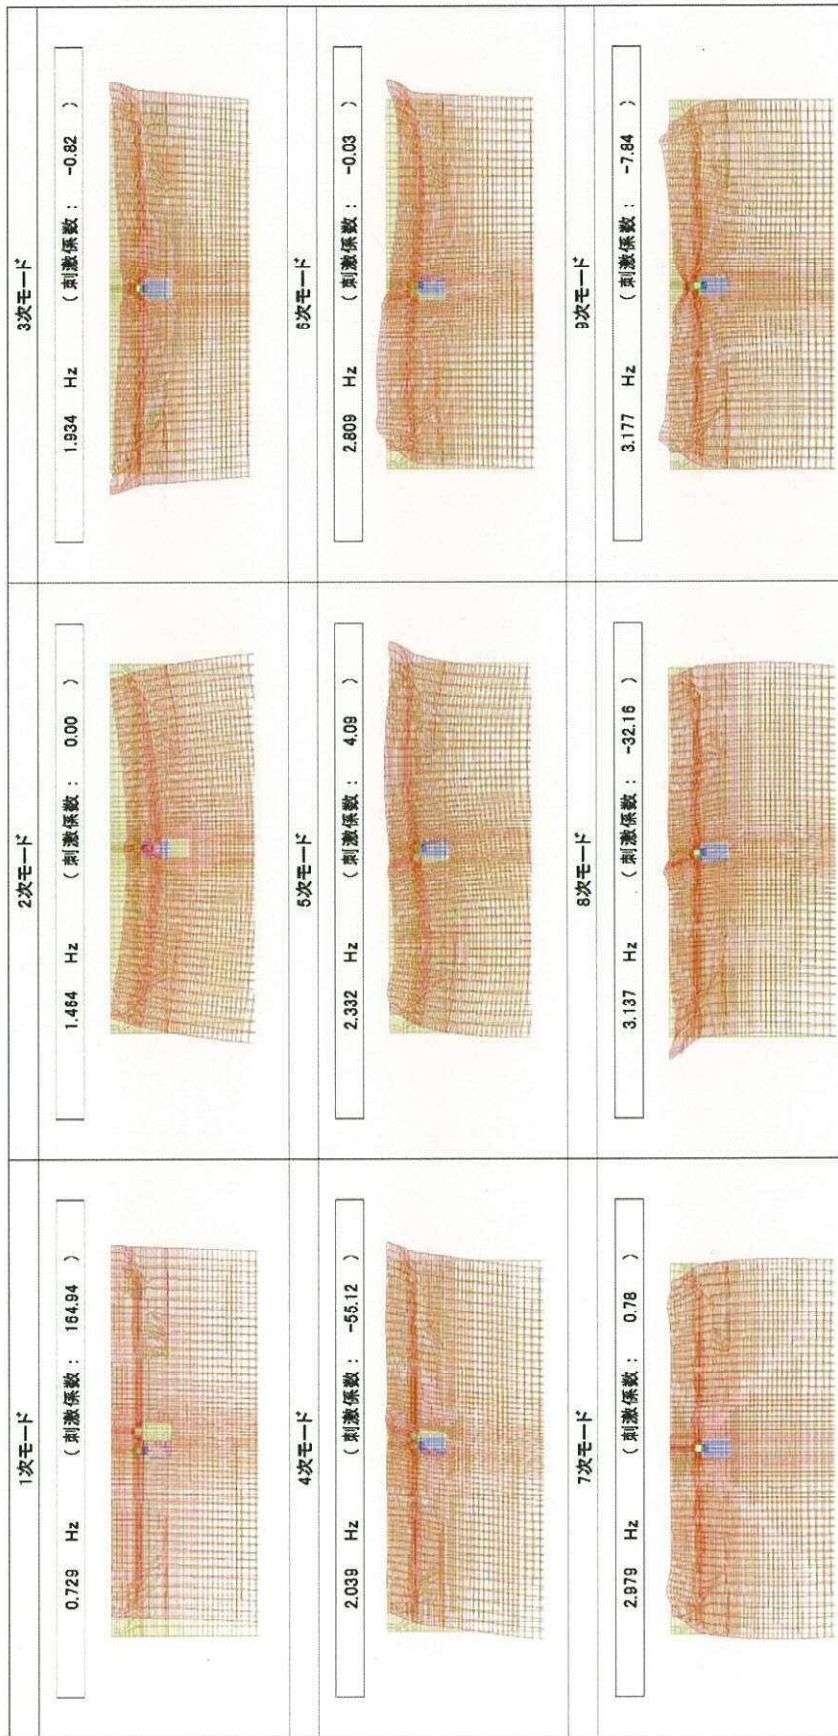 1次モード
0.729 Hz （ 刺激係数 : 164.94 ）
2次モード
1.464 Hz （ 刺激係数 : 0.00 ）
3次モード
1.934 Hz （ 刺激係数 : -0.82 ）
4次モード
2.039 Hz （ 刺激係数 : -55.12 ）
5次モード
2.332 Hz （ 刺激係数 : 4.09 ）
6次モード
2.809 Hz （ 刺激係数 : -0.03 ）
7次モード
2.979 Hz （ 刺激係数 : 0.78 ）
8次モード
3.137 Hz （ 刺激係数 : -32.16 ）
9次モード
3.177 Hz （ 刺激係数 : -7.84 ）